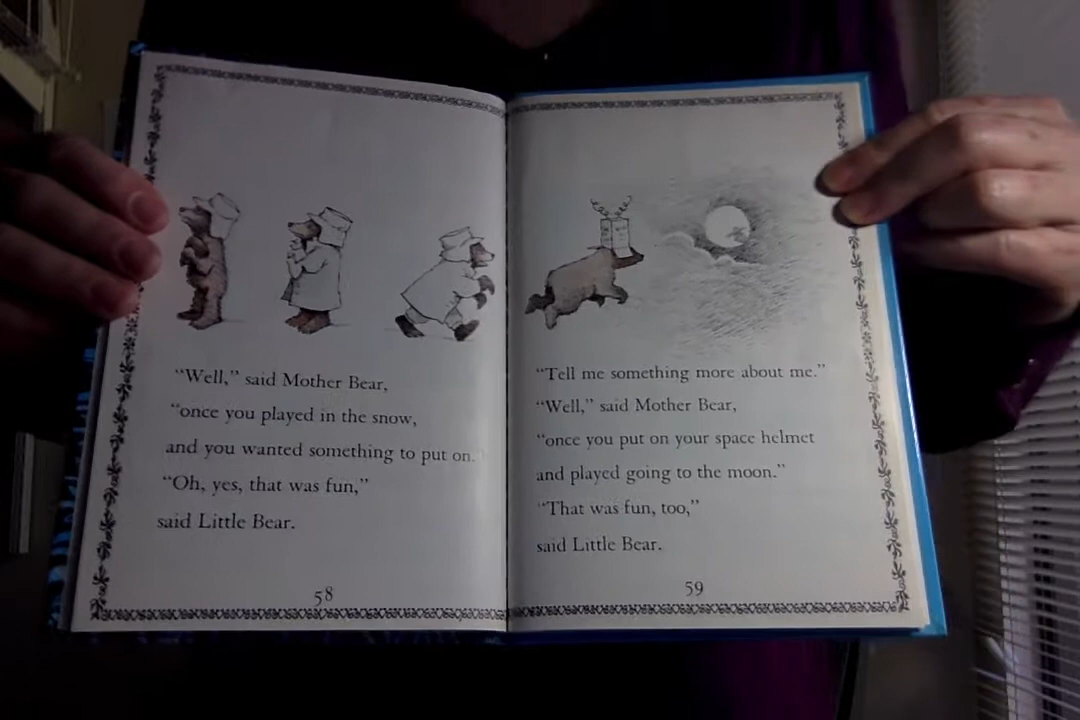 “Well,” said Mother Bear,
“once you played in the snow,
and you wanted something to put on.”
“Oh, yes, that was fun,”
said Little Bear.
58
“Tell me something more about me.”
“Well,” said Mother Bear,
“once you put on your space helmet
and played going to the moon.”
“That was fun, too,”
said Little Bear.
59